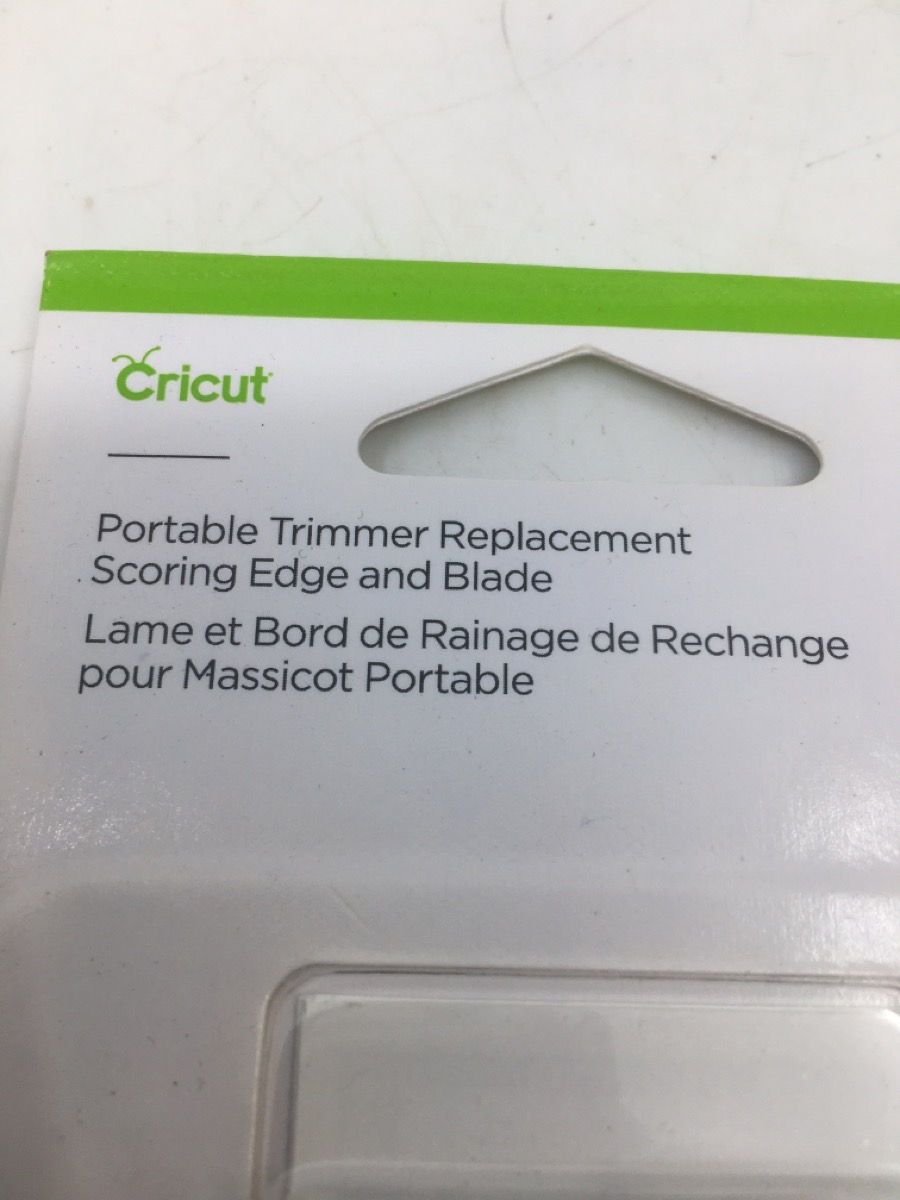 Cricut
Portable Trimmer Replacement
Scoring Edge and Blade
Lame et Bord de Rainage de Rechange
pour Massicot Portable